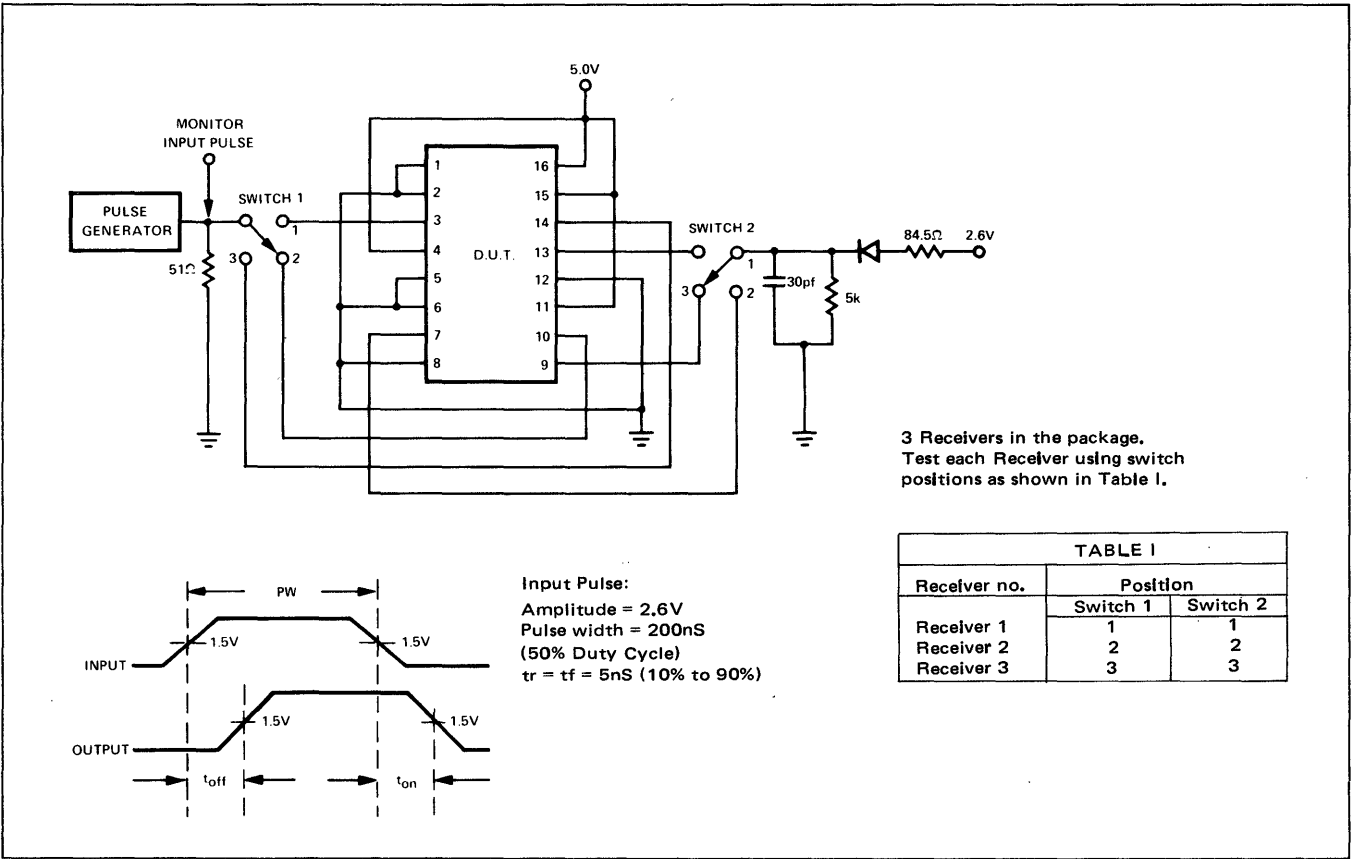 5.0V
MONITOR
INPUT PULSE
PULSE
GENERATOR
51Ω
SWITCH 1
1
2
3
D.U.T.
1
2
3
4
5
6
7
8
16
15
14
13
12
11
10
9
SWITCH 2
1
2
3
30pf
5k
84.5Ω
2.6V
3 Receivers in the package.
Test each Receiver using switch
positions as shown in Table I.
TABLE I
Receiver no. Position
Switch 1 Switch 2
Receiver 1 1 1
Receiver 2 2 2
Receiver 3 3 3
PW
1.5V 1.5V
INPUT
1.5V 1.5V
OUTPUT
toff ton
Input Pulse:
Amplitude = 2.6V
Pulse width = 200nS
(50% Duty Cycle)
tr = tf = 5nS (10% to 90%)